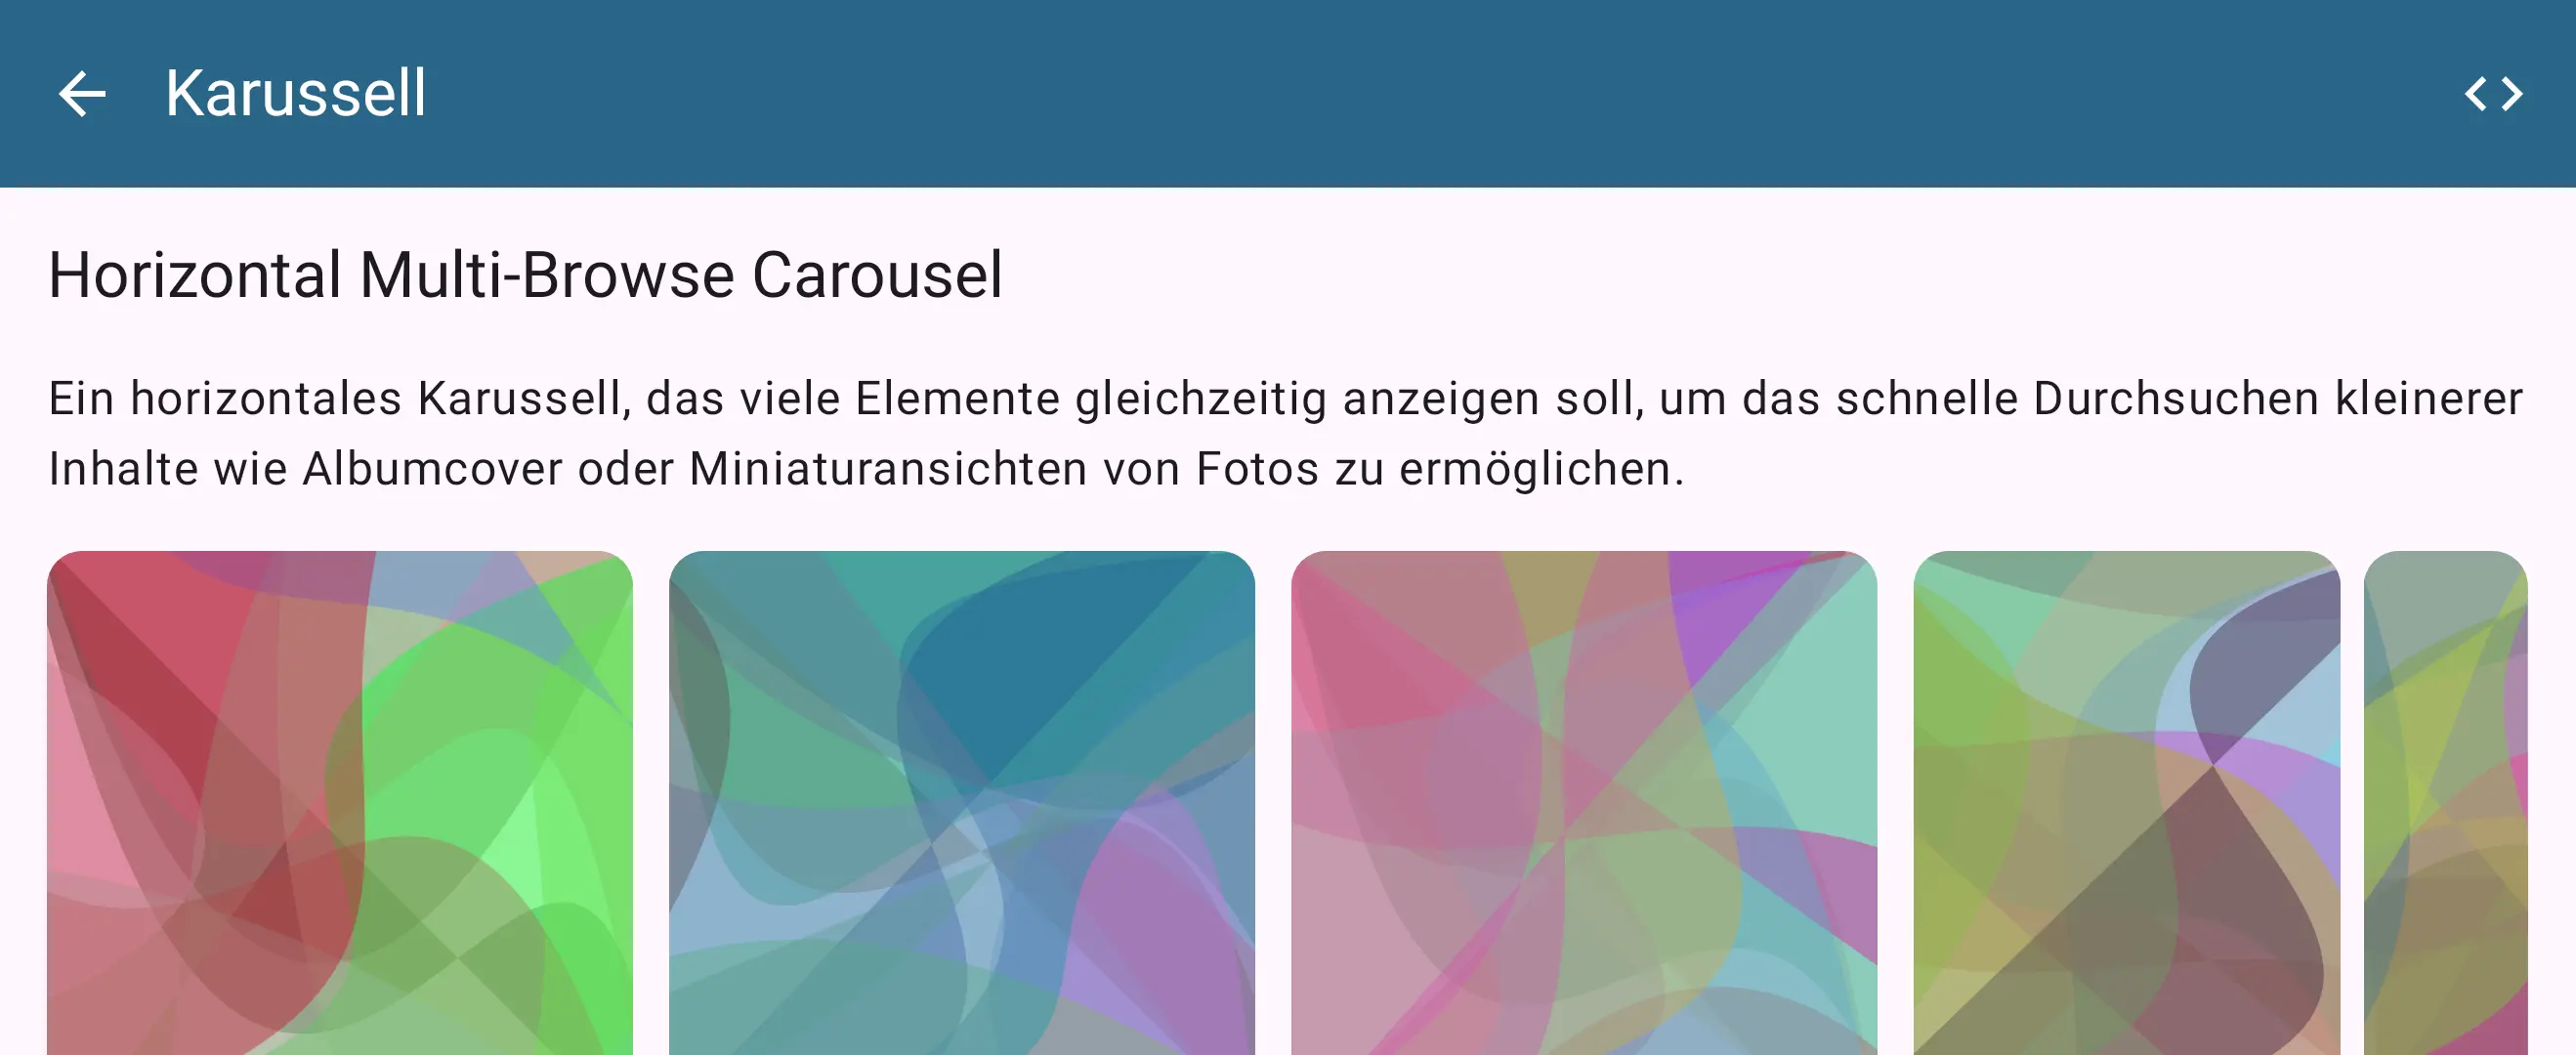 Karussell
Horizontal Multi-Browse Carousel
Ein horizontales Karussell, das viele Elemente gleichzeitig anzeigen soll, um das schnelle Durchsuchen kleinerer
Inhalte wie Albumcover oder Miniaturansichten von Fotos zu ermöglichen.